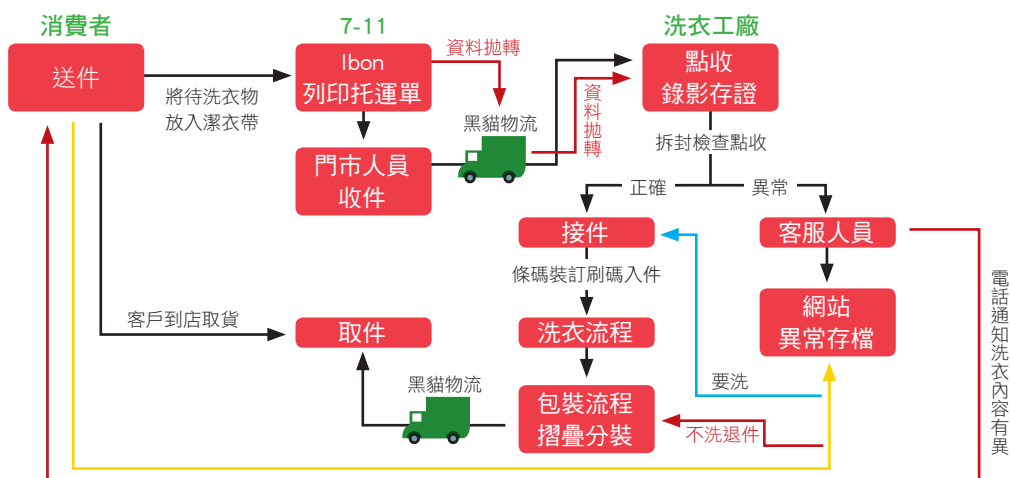 消費者
7-11
洗衣工廠
送件
將待洗衣物
放入潔衣帶
Ibon
列印托運單
資料拋轉
門市人員
收件
黑貓物流
資料拋轉
點收
錄影存證
拆封檢查點收
正確
異常
接件
客服人員
條碼裝訂刷碼入件
網站
異常存檔
電話通知洗衣內容有異
客戶到店取貨
取件
洗衣流程
黑貓物流
包裝流程
摺疊分裝
要洗
不洗退件